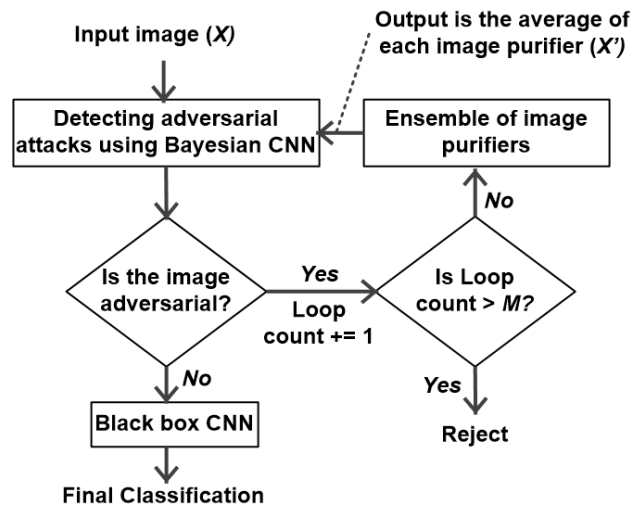 Input image (X)
Output is the average of
each image purifier (X')
Detecting adversarial
attacks using Bayesian CNN
Ensemble of image
purifiers
No
Is the image
adversarial?
Yes
Loop
count += 1
Is Loop
count > M?
No
Yes
Black box CNN
Reject
Final Classification